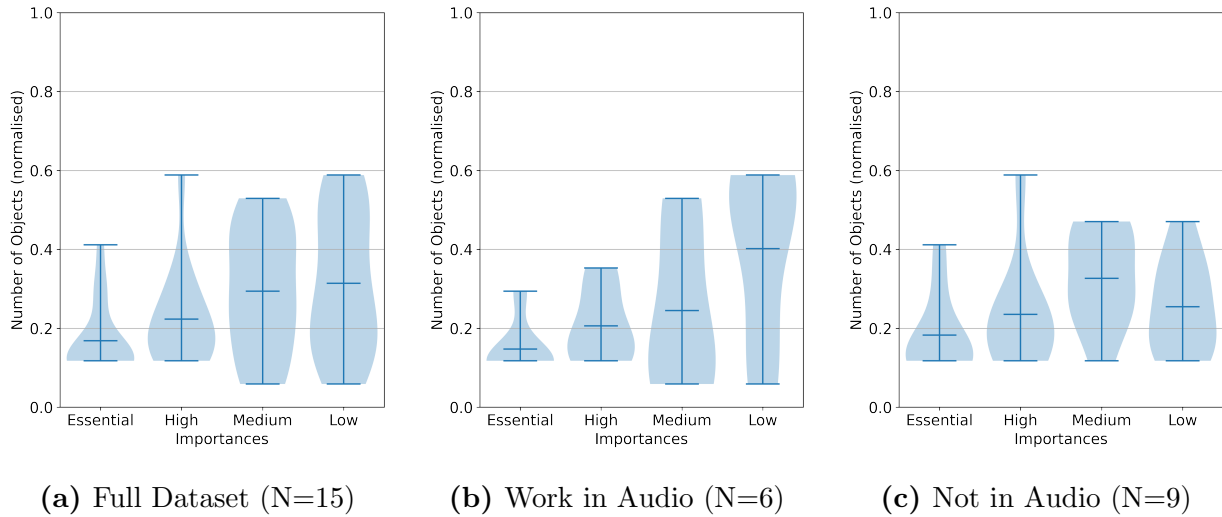 1.0
0.8
0.6
0.4
0.2
0.0
Number of Objects (normalised)
Essential High Medium Low
Importances
1.0
0.8
0.6
0.4
0.2
0.0
Number of Objects (normalised)
Essential High Medium Low
Importances
1.0
0.8
0.6
0.4
0.2
0.0
Number of Objects (normalised)
Essential High Medium Low
Importances
(a) Full Dataset (N=15)
(b) Work in Audio (N=6)
(c) Not in Audio (N=9)